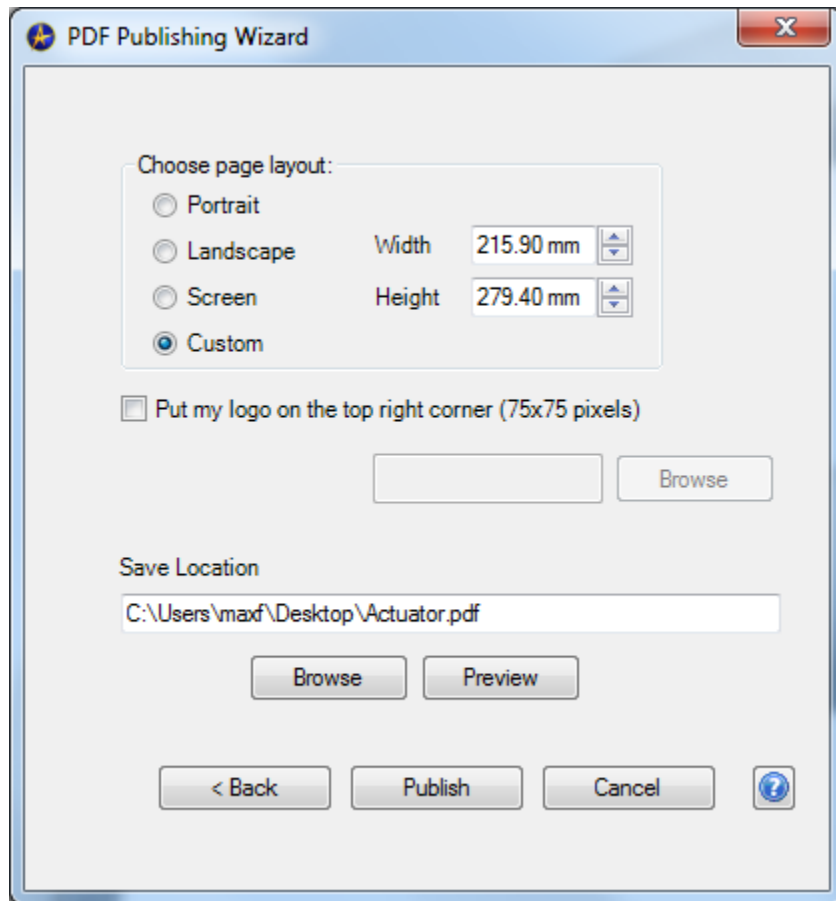 PDF Publishing Wizard
Choose page layout:
Portrait
Landscape
Width 215.90 mm
Screen
Height 279.40 mm
Custom
Put my logo on the top right corner (75x75 pixels)
Browse
Save Location
C:\Users\maxf\Desktop\Actuator.pdf
Browse Preview
< Back Publish Cancel ?